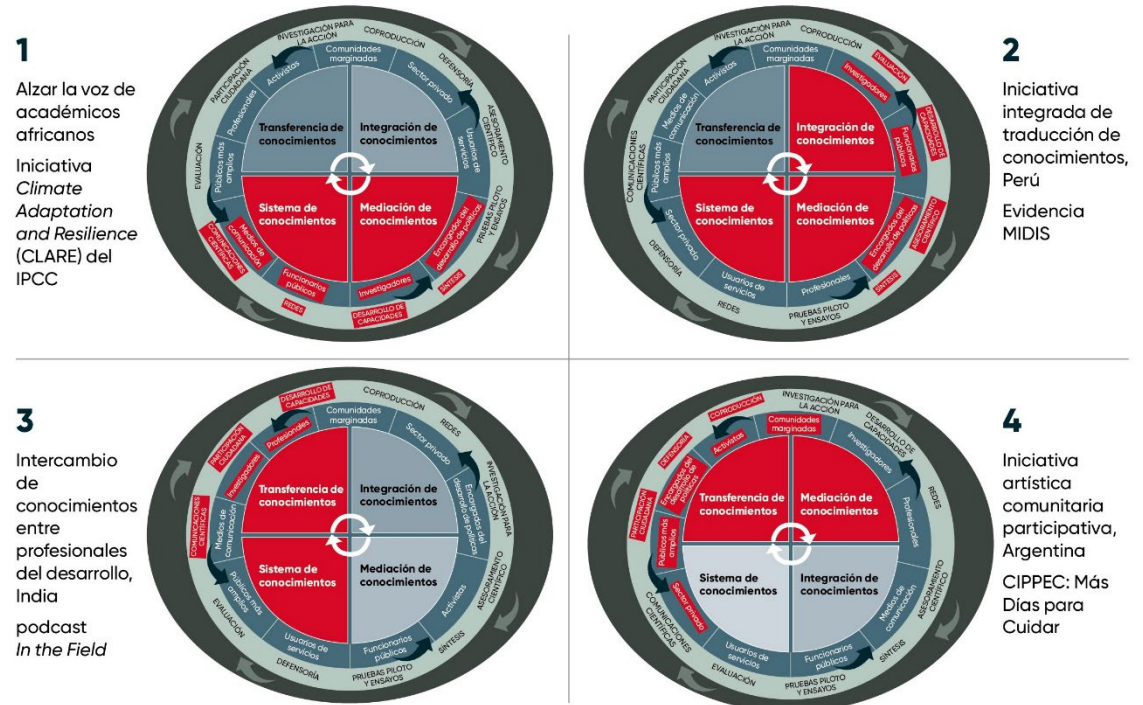 1
Alzar la voz de
académicos
africanos
Iniciativa
Climate
Adaptation
and Resilience
(CLARE) del
IPCC
INVESTIGACIÓN PARA
LA ACCIÓN
COPRODUCCIÓN
DEFENSORÍA
ASESORAMIENTO
CIENTÍFICO
PRUEBAS PILOTO
Y ENSAYOS
SÍNTESIS
DESARROLLO DE
CAPACIDADES
REDES
COMUNICACIONES
CIENTÍFICAS
EVALUACIÓN
PARTICIPACIÓN
CIUDADANA
Comunidades
marginadas
Sector privado
Usuarios de
servicios
Encargados del
desarrollo de políticas
Investigadores
Funcionarios
públicos
Medios de
comunicación
Públicos más
amplios
Profesionales
Activistas
Transferencia de
conocimientos
Integración de
conocimientos
Sistema de
conocimientos
Mediación de
conocimientos
2
Iniciativa
integrada de
traducción de
conocimientos,
Perú
Evidencia
MIDIS
INVESTIGACIÓN PARA
LA ACCIÓN
COPRODUCCIÓN
EVALUACIÓN
DESARROLLO DE
CAPACIDADES
ASESORAMIENTO
CIENTÍFICO
SÍNTESIS
PRUEBAS PILOTO
Y ENSAYOS
REDES
DEFENSORÍA
COMUNICACIONES
CIENTÍFICAS
PARTICIPACIÓN
CIUDADANA
Comunidades
marginadas
Investigadores
Funcionarios
públicos
Encargados del
desarrollo de políticas
Profesionales
Usuarios de
servicios
Sector privado
Públicos más
amplios
Medios de
comunicación
Activistas
Transferencia de
conocimientos
Integración de
conocimientos
Sistema de
conocimientos
Mediación de
conocimientos
3
Intercambio
de
conocimientos
entre
profesionales
del desarrollo,
India
podcast
In the Field
DESARROLLO DE
CAPACIDADES
COPRODUCCIÓN
REDES
INVESTIGACIÓN PARA
LA ACCIÓN
ASESORAMIENTO
CIENTÍFICO
SÍNTESIS
PRUEBAS PILOTO
Y ENSAYOS
DEFENSORÍA
EVALUACIÓN
COMUNICACIONES
CIENTÍFICAS
PARTICIPACIÓN
CIUDADANA
Comunidades
marginadas
Sector privado
Encargados del
desarrollo de políticas
Activistas
Funcionarios
públicos
Usuarios de
servicios
Públicos más
amplios
Medios de
comunicación
Investigadores
Profesionales
Transferencia de
conocimientos
Integración de
conocimientos
Sistema de
conocimientos
Mediación de
conocimientos
4
Iniciativa
artística
comunitaria
participativa,
Argentina
CIPPEC: Más
Días para
Cuidar
COPRODUCCIÓN
INVESTIGACIÓN PARA
LA ACCIÓN
DESARROLLO DE
CAPACIDADES
REDES
ASESORAMIENTO
CIENTÍFICO
SÍNTESIS
PRUEBAS PILOTO
Y ENSAYOS
EVALUACIÓN
COMUNICACIONES
CIENTÍFICAS
PARTICIPACIÓN
CIUDADANA
DEFENSORÍA
Comunidades
marginadas
Investigadores
Profesionales
Medios de
comunicación
Funcionarios
públicos
Usuarios de
servicios
Sector privado
Públicos más
amplios
Encargados del
desarrollo de políticas
Activistas
Transferencia de
conocimientos
Mediación de
conocimientos
Sistema de
conocimientos
Integración de
conocimientos